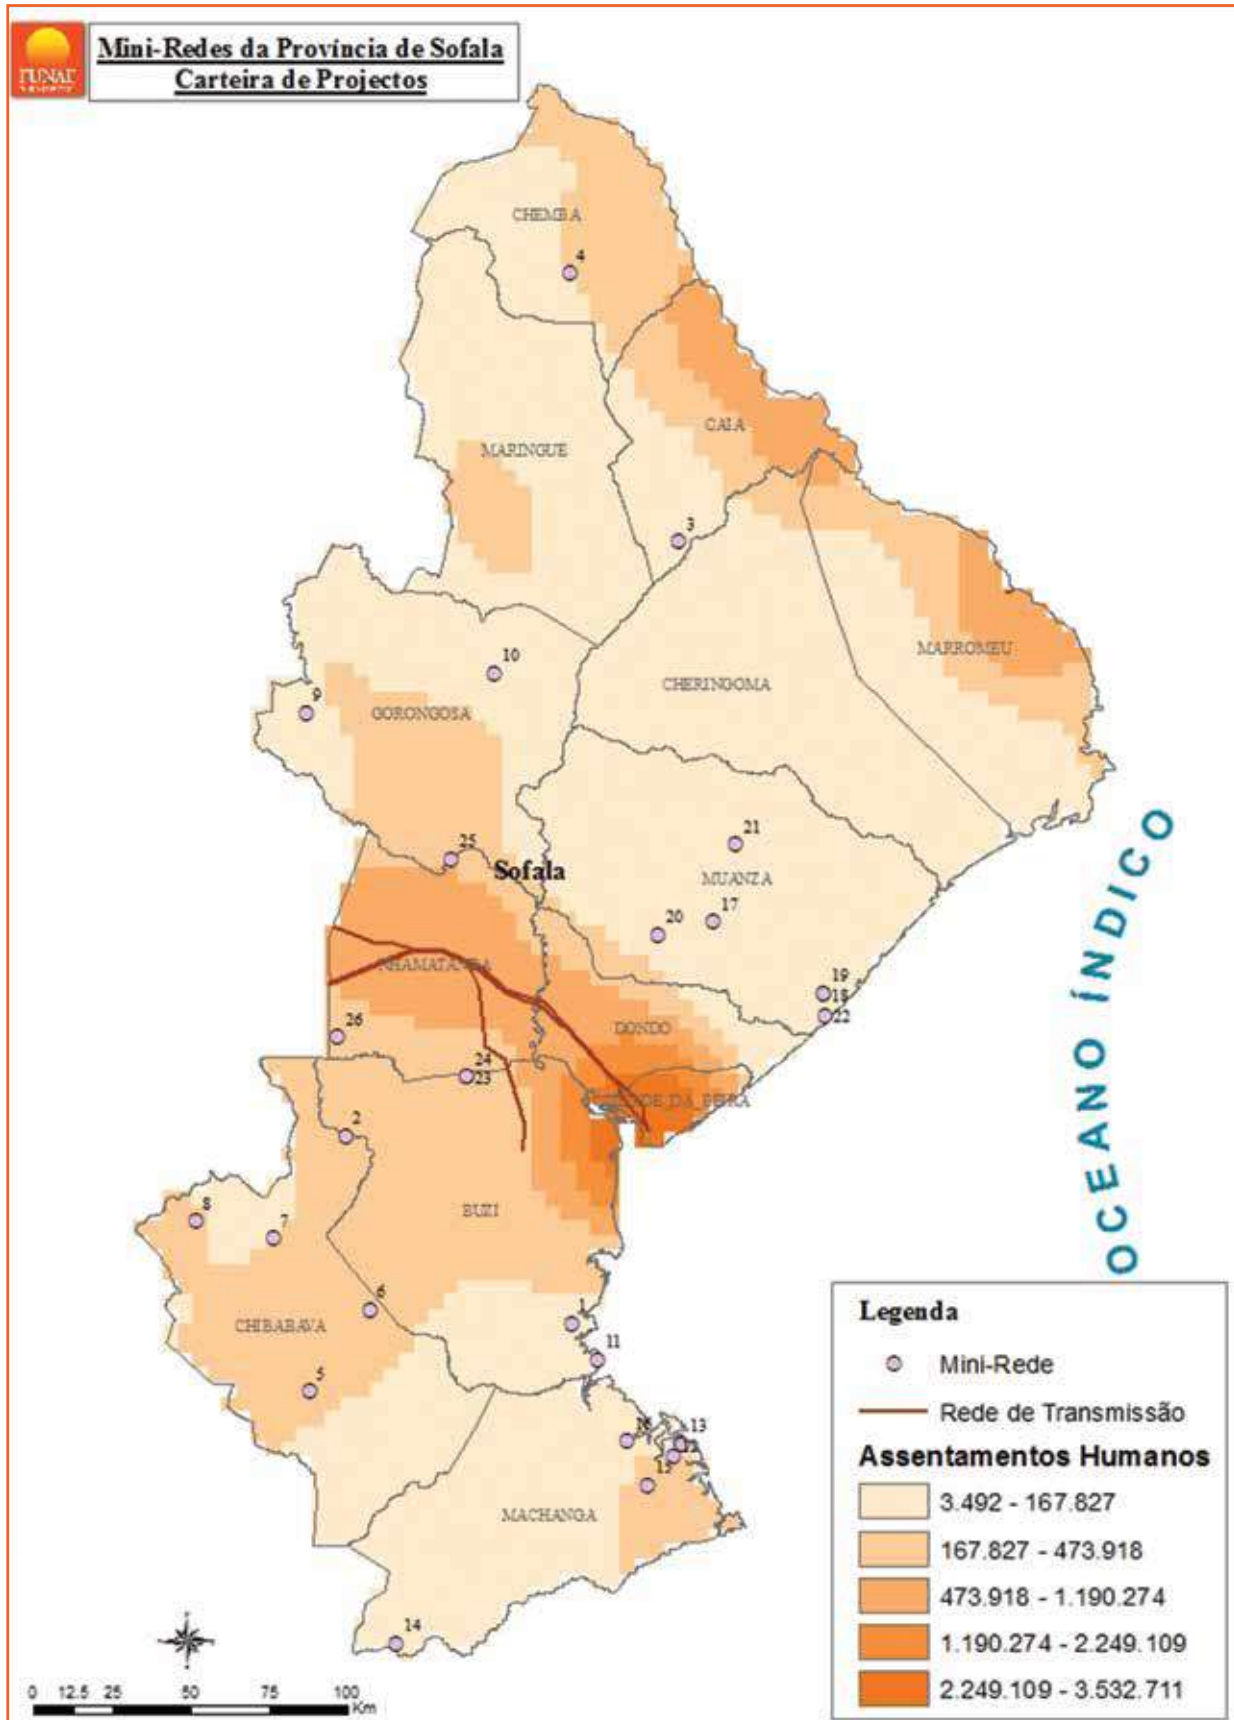 FUNAE
Mini-Redes da Província de Sofala
Carteira de Projectos
CHEMBA
4
CAIA
MARINGUE
3
MARROMEU
10
CHERINGOMA
9
GORONGOSA
21
25
Sofala
MUANZA
17
20
NHAMATANDA
19
18
22
DONDO
26
24
23
2
8
BUZI
7
6
1
CHIBABAVA
11
5
13
15
MACHANGA
14
OCEANO ÍNDICO
Legenda
Mini-Rede
Rede de Transmissão
Assentamentos Humanos
3.492 - 167.827
167.827 - 473.918
473.918 - 1.190.274
1.190.274 - 2.249.109
2.249.109 - 3.532.711
0 12.5 25 50 75 100
Km